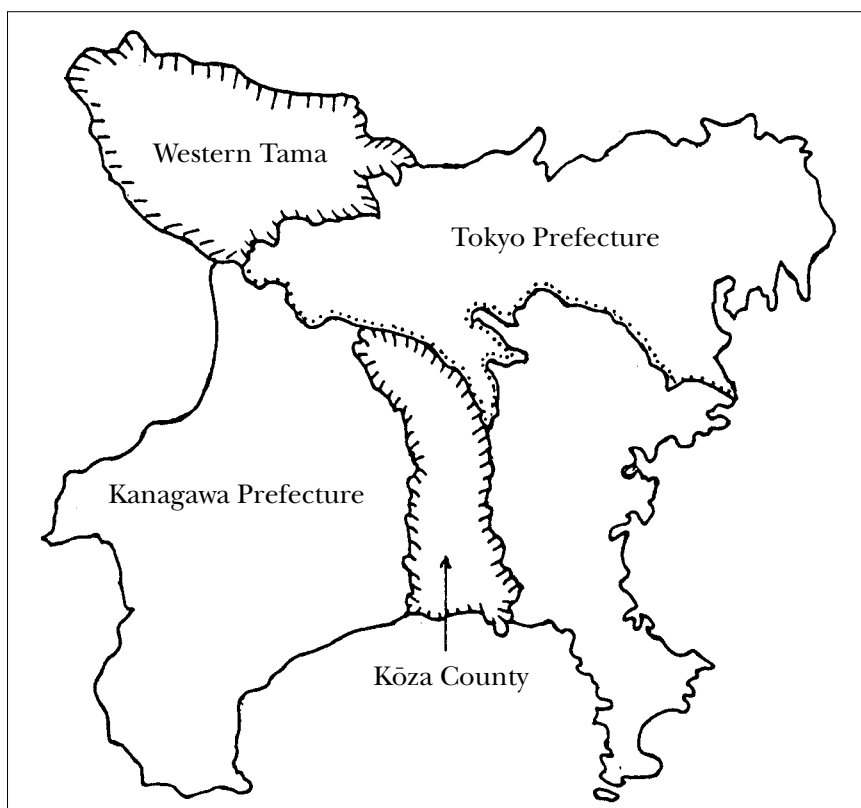 Western Tama
Tokyo Prefecture
Kanagawa Prefecture
Kōza County